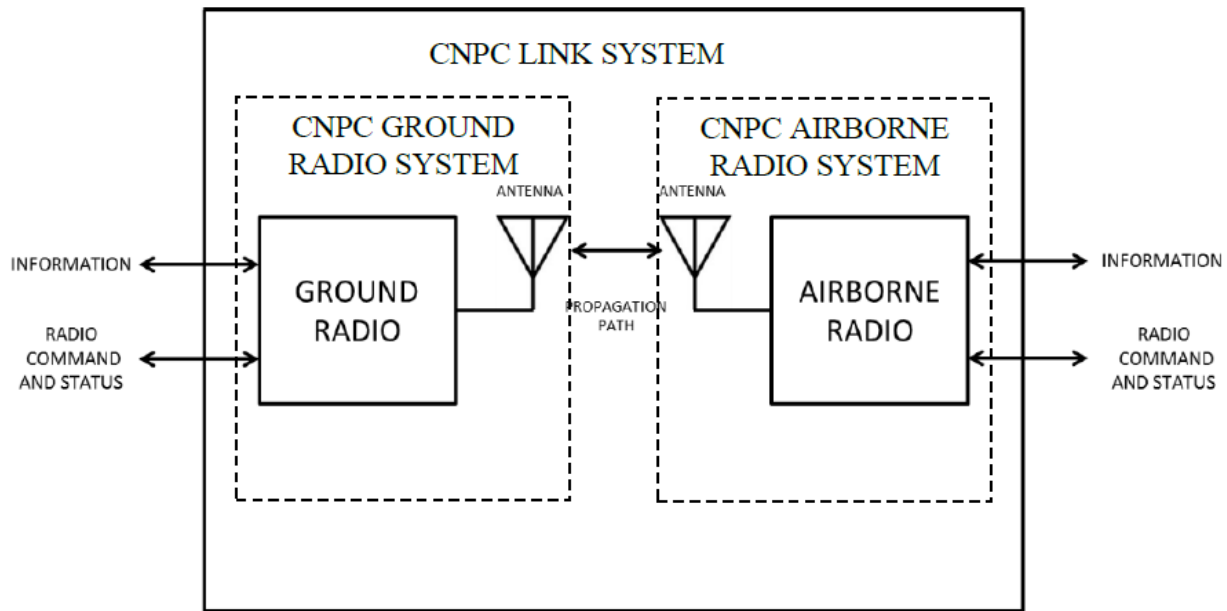 CNPC LINK SYSTEM
CNPC GROUND
RADIO SYSTEM
CNPC AIRBORNE
RADIO SYSTEM
ANTENNA
ANTENNA
INFORMATION
RADIO
COMMAND
AND STATUS
GROUND
RADIO
PROPAGATION
PATH
AIRBORNE
RADIO
INFORMATION
RADIO
COMMAND
AND STATUS